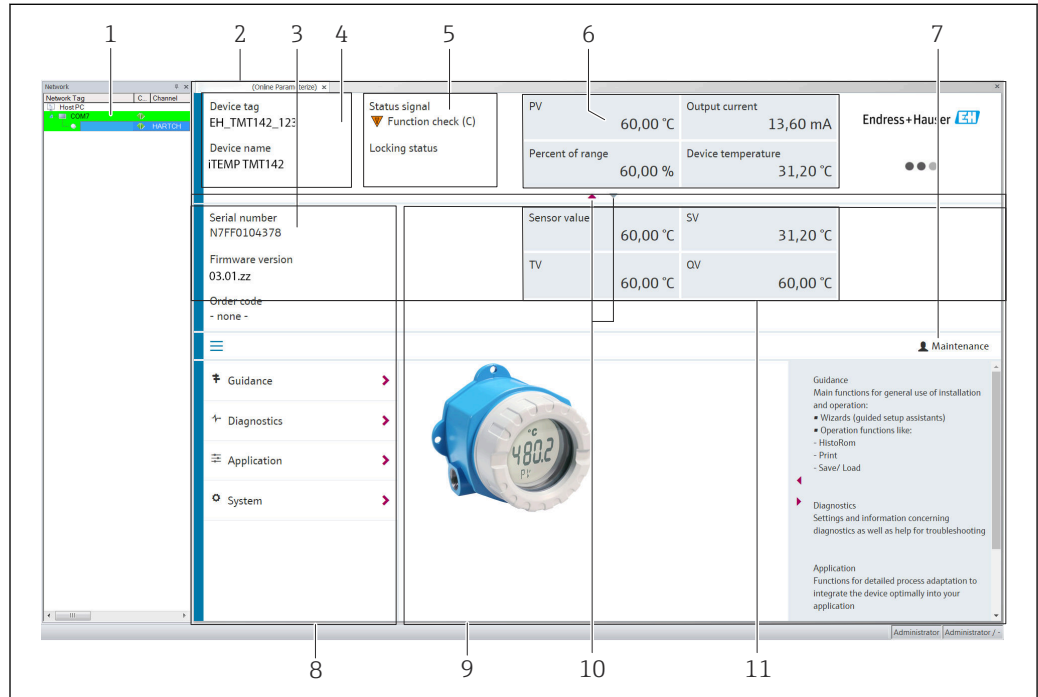 1 2 3 4 5 6 7
Network
Network Tag C... Channel
Host PC
COM7
HARTCH
(Online Parameterize) ×
Device tag
EH_TMT142_123
Device name
iTEMP TMT142
Status signal
Function check (C)
Locking status
PV
60,00 °C
Output current
13,60 mA
Percent of range
60,00 %
Device temperature
31,20 °C
Endress+Hauser EH
Serial number
N7FF0104378
Firmware version
03.01.zz
Order code
- none -
Sensor value
60,00 °C
SV
31,20 °C
TV
60,00 °C
QV
60,00 °C
Maintenance
Guidance
Diagnostics
Application
System
°C
480.2
Guidance
Main functions for general use of installation
and operation:
▪ Wizards (guided setup assistants)
▪ Operation functions like:
- HistoRom
- Print
- Save/ Load
Diagnostics
Settings and information concerning
diagnostics as well as help for troubleshooting
Application
Functions for detailed process adaptation to
integrate the device optimally into your
application
Administrator Administrator / -
8 9 10 11